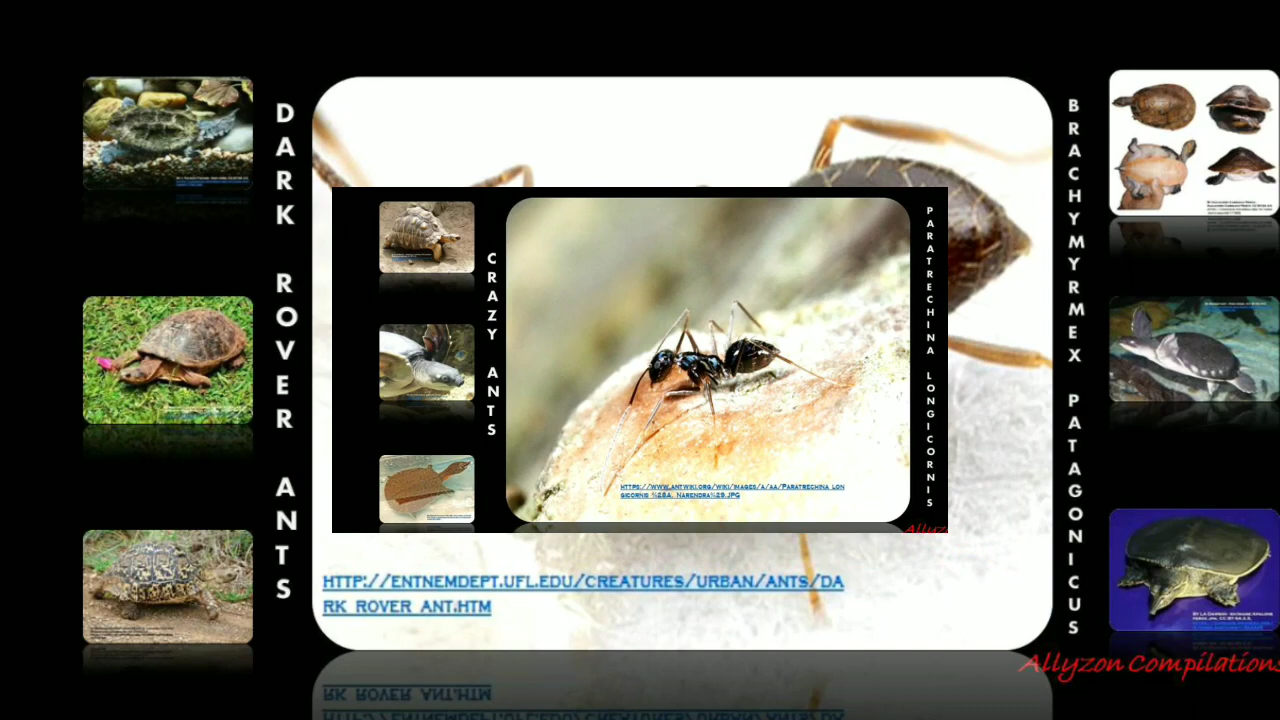 DARK ROVER ANTS
CRAZY ANTS
PARATRECHINA LONGICORNIS
HTTPS://WWW.ANTWIKI.ORG/WIKI/IMAGES/A/AA/PARATRECHINA_LON
GICORNIS_%28A._NARENDRA%29.JPG
BRACHYMYRMEX PATAGONICUS
HTTP://ENTNEMDEPT.UFL.EDU/CREATURES/URBAN/ANTS/DA
RK_ROVER_ANT.HTM
Allyzon Compilations